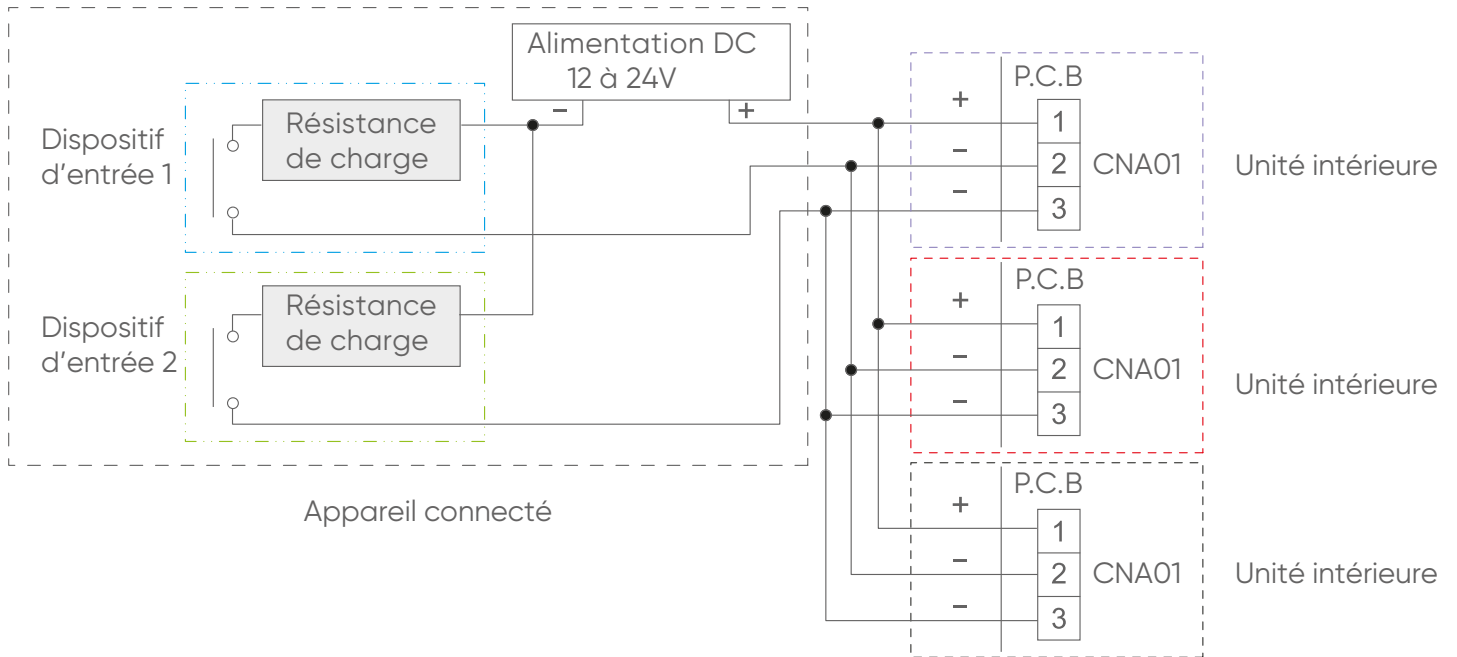 Alimentation DC
12 à 24V
−
+
Dispositif
d'entrée 1
Résistance
de charge
Dispositif
d'entrée 2
Résistance
de charge
Appareil connecté
P.C.B
+
1
−
2
CNA01
−
3
Unité intérieure
P.C.B
+
1
−
2
CNA01
−
3
Unité intérieure
P.C.B
+
1
−
2
CNA01
−
3
Unité intérieure